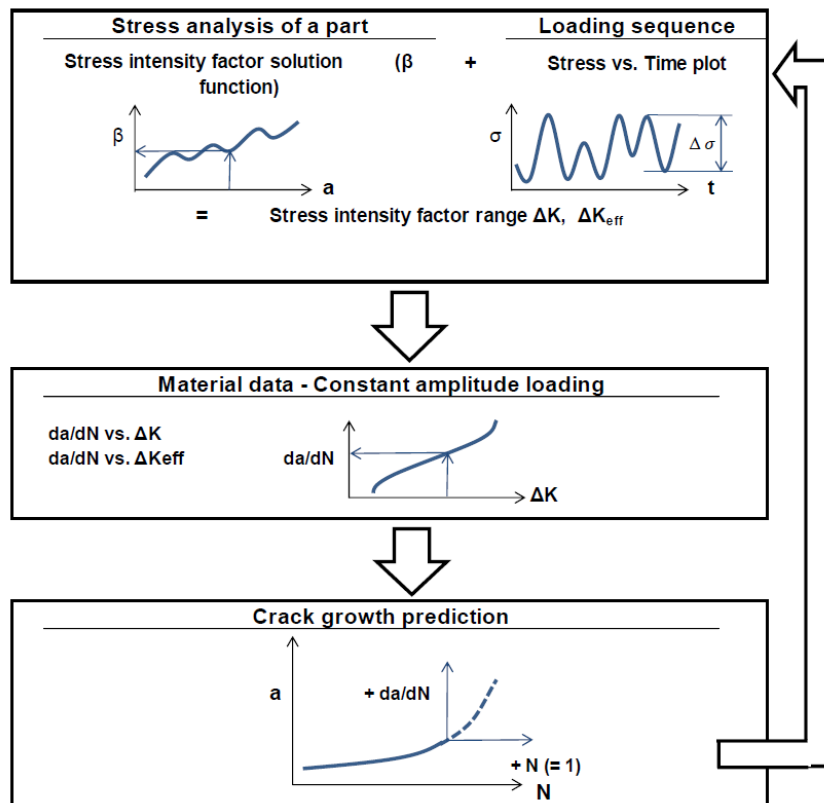 Stress analysis of a part
Loading sequence
Stress intensity factor solution (β + Stress vs. Time plot
function)
β
a
σ
Δ σ
t
= Stress intensity factor range ΔK, ΔKeff
Material data - Constant amplitude loading
da/dN vs. ΔK
da/dN vs. ΔKeff
da/dN
ΔK
Crack growth prediction
a
+ da/dN
+ N (= 1)
N